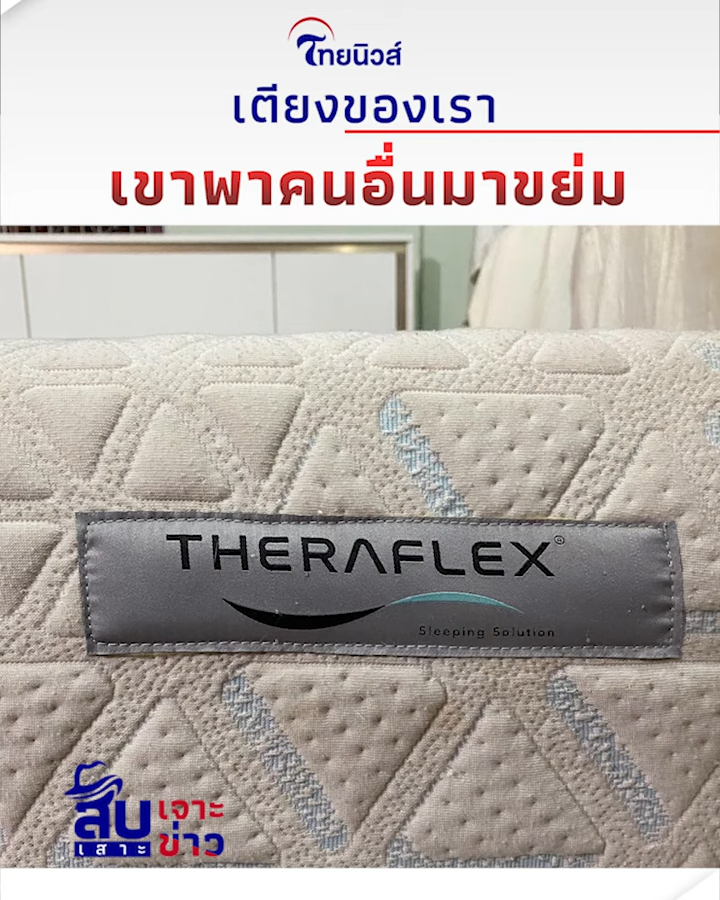 ไทยนิวส์
เตียงของเรา
เขาพาคนอื่นมาขย่ม
THERAFLEX®
Sleeping Solution
สืบ เจาะ
เสาะ ข่าว